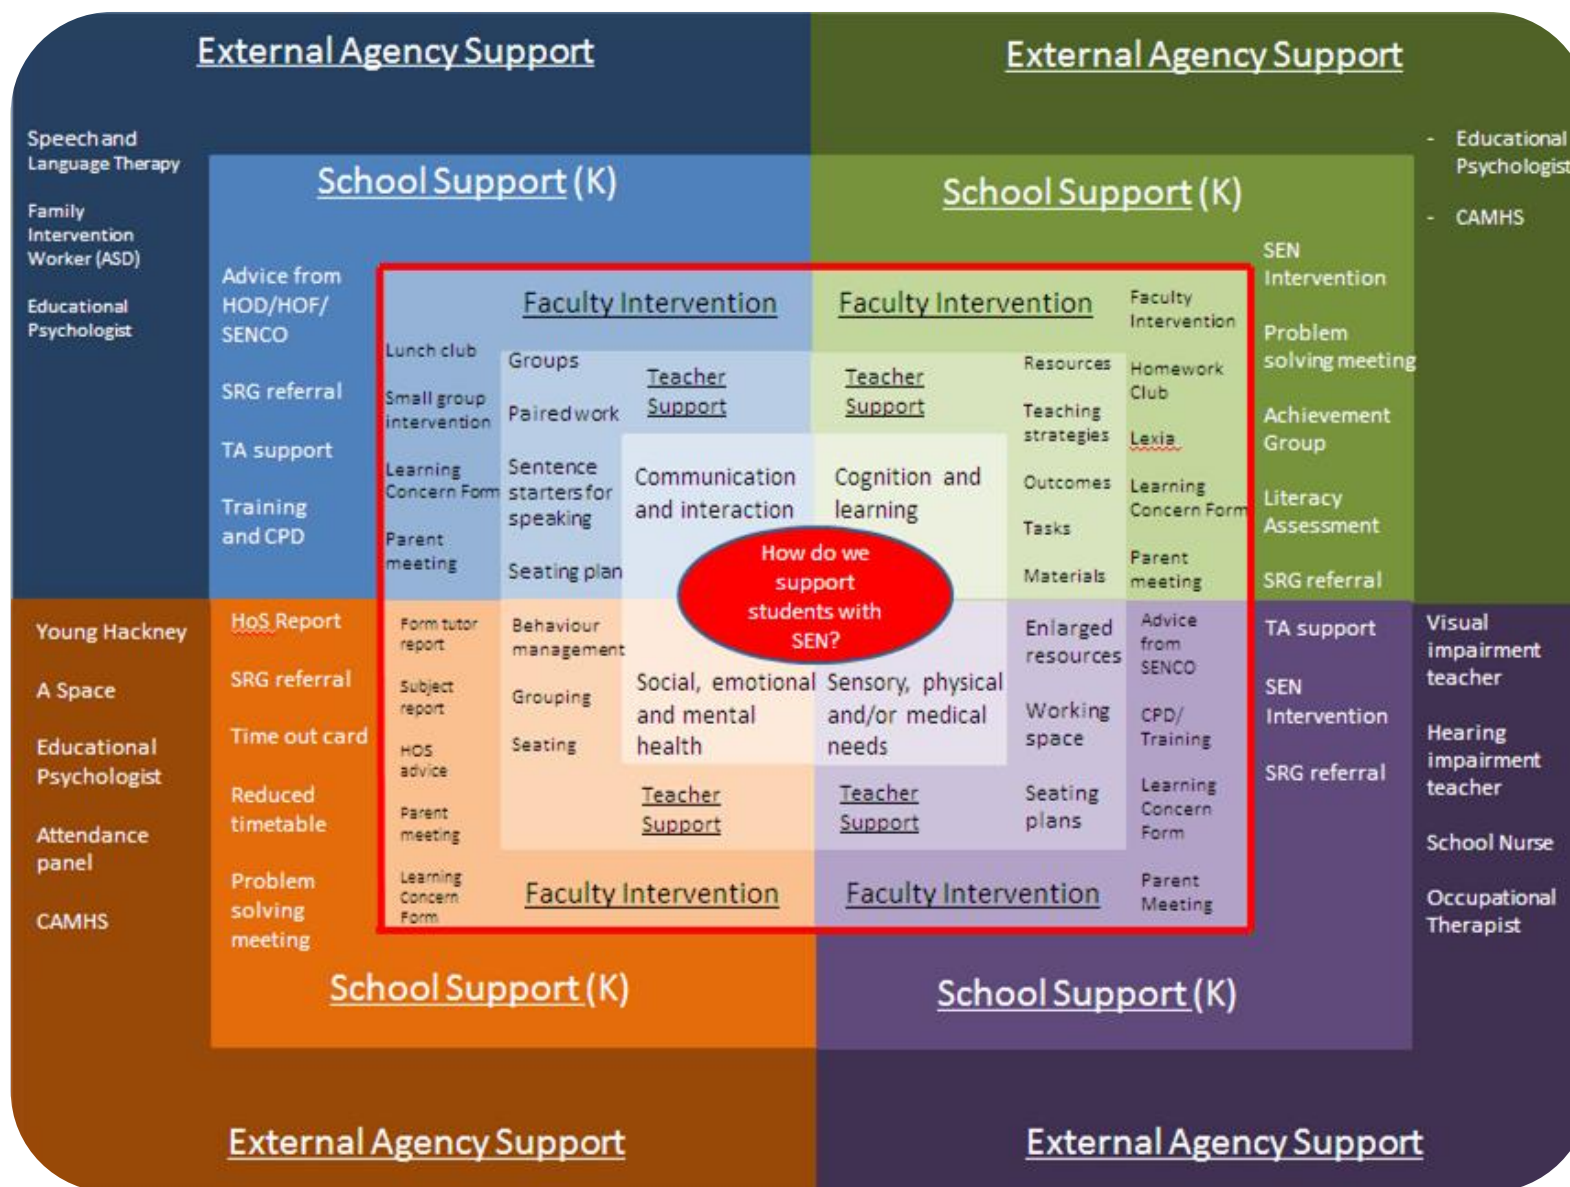 External Agency Support
Speech and
Language Therapy
Family
Intervention
Worker (ASD)
Educational
Psychologist
School Support (K)
Advice from
HOD/HOF/
SENCO
SRG referral
TA support
Training
and CPD
Faculty Intervention
Lunch club
Small group
intervention
Learning
Concern Form
Parent
meeting
Teacher
Support
Groups
Paired work
Sentence
starters for
speaking
Seating plan
Communication
and interaction
External Agency Support
- Educational
Psychologist
- CAMHS
School Support (K)
SEN
Intervention
Problem
solving meeting
Achievement
Group
Literacy
Assessment
SRG referral
Faculty Intervention
Faculty
Intervention
Homework
Club
Lexia
Learning
Concern Form
Parent
meeting
Teacher
Support
Resources
Teaching
strategies
Outcomes
Tasks
Materials
Cognition and
learning
How do we
support
students with
SEN?
Young Hackney
A Space
Educational
Psychologist
Attendance
panel
CAMHS
HoS Report
SRG referral
Time out card
Reduced
timetable
Problem
solving
meeting
Form tutor
report
Subject
report
HOS
advice
Parent
meeting
Learning
Concern
Form
Behaviour
management
Grouping
Seating
Social, emotional
and mental
health
Teacher
Support
Faculty Intervention
School Support (K)
External Agency Support
Sensory, physical
and/or medical
needs
Teacher
Support
Enlarged
resources
Working
space
Seating
plans
Advice
from
SENCO
CPD/
Training
Learning
Concern
Form
Parent
Meeting
Faculty Intervention
TA support
SEN
Intervention
SRG referral
School Support (K)
Visual
impairment
teacher
Hearing
impairment
teacher
School Nurse
Occupational
Therapist
External Agency Support